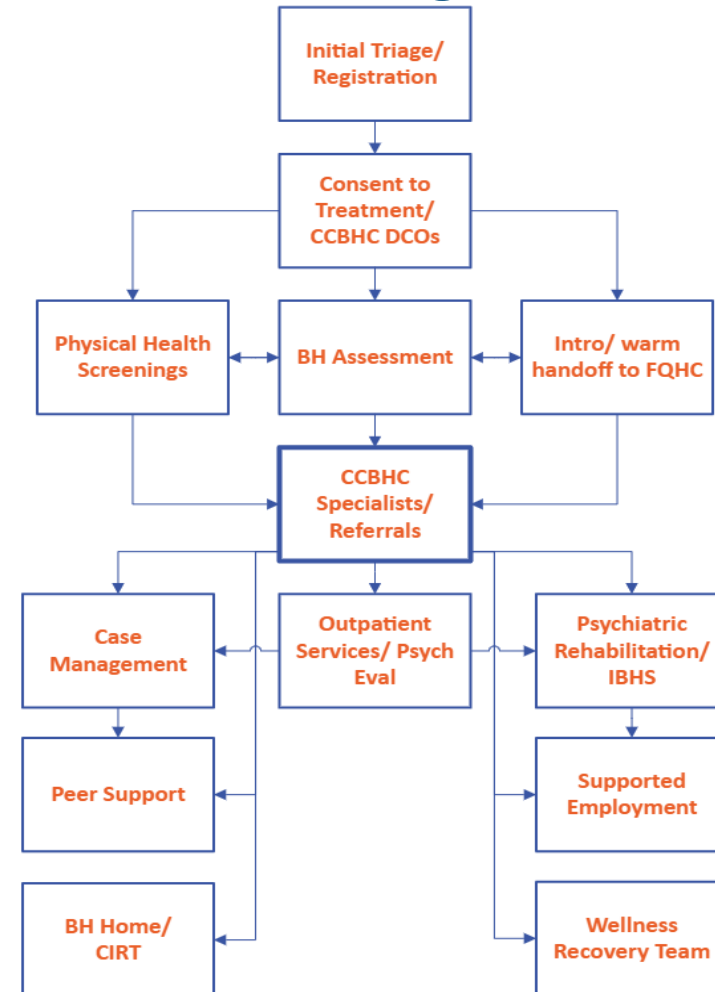 Initial Triage/
Registration
Consent to
Treatment/
CCBHC DCOs
Physical Health
Screenings
BH Assessment
Intro/ warm
handoff to FQHC
CCBHC
Specialists/
Referrals
Case
Management
Outpatient
Services/ Psych
Eval
Psychiatric
Rehabilitation/
IBHS
Peer Support
Supported
Employment
BH Home/
CIRT
Wellness
Recovery Team